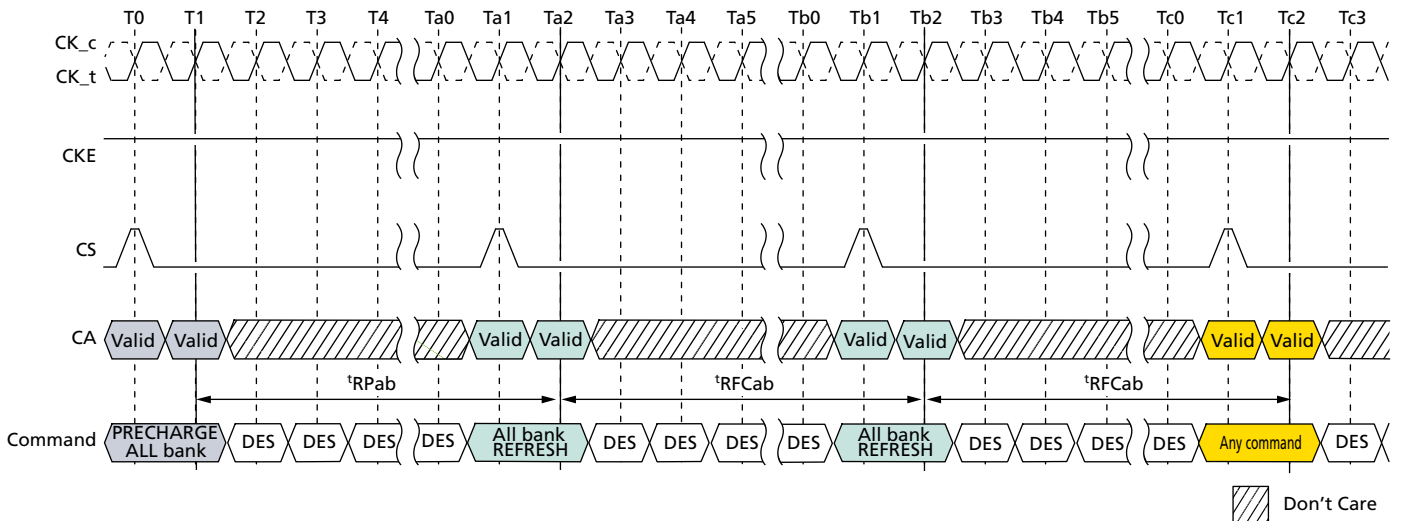 T0 T1 T2 T3 T4 Ta0 Ta1 Ta2 Ta3 Ta4 Ta5 Tb0 Tb1 Tb2 Tb3 Tb4 Tb5 Tc0 Tc1 Tc2 Tc3
CK_c
CK_t
CKE
CS
CA Valid Valid Valid Valid Valid Valid Valid Valid
tRPab tRFCab tRFCab
Command PRECHARGE ALL bank DES DES DES DES All bank REFRESH DES DES DES DES All bank REFRESH DES DES DES DES Any command DES
Don't Care